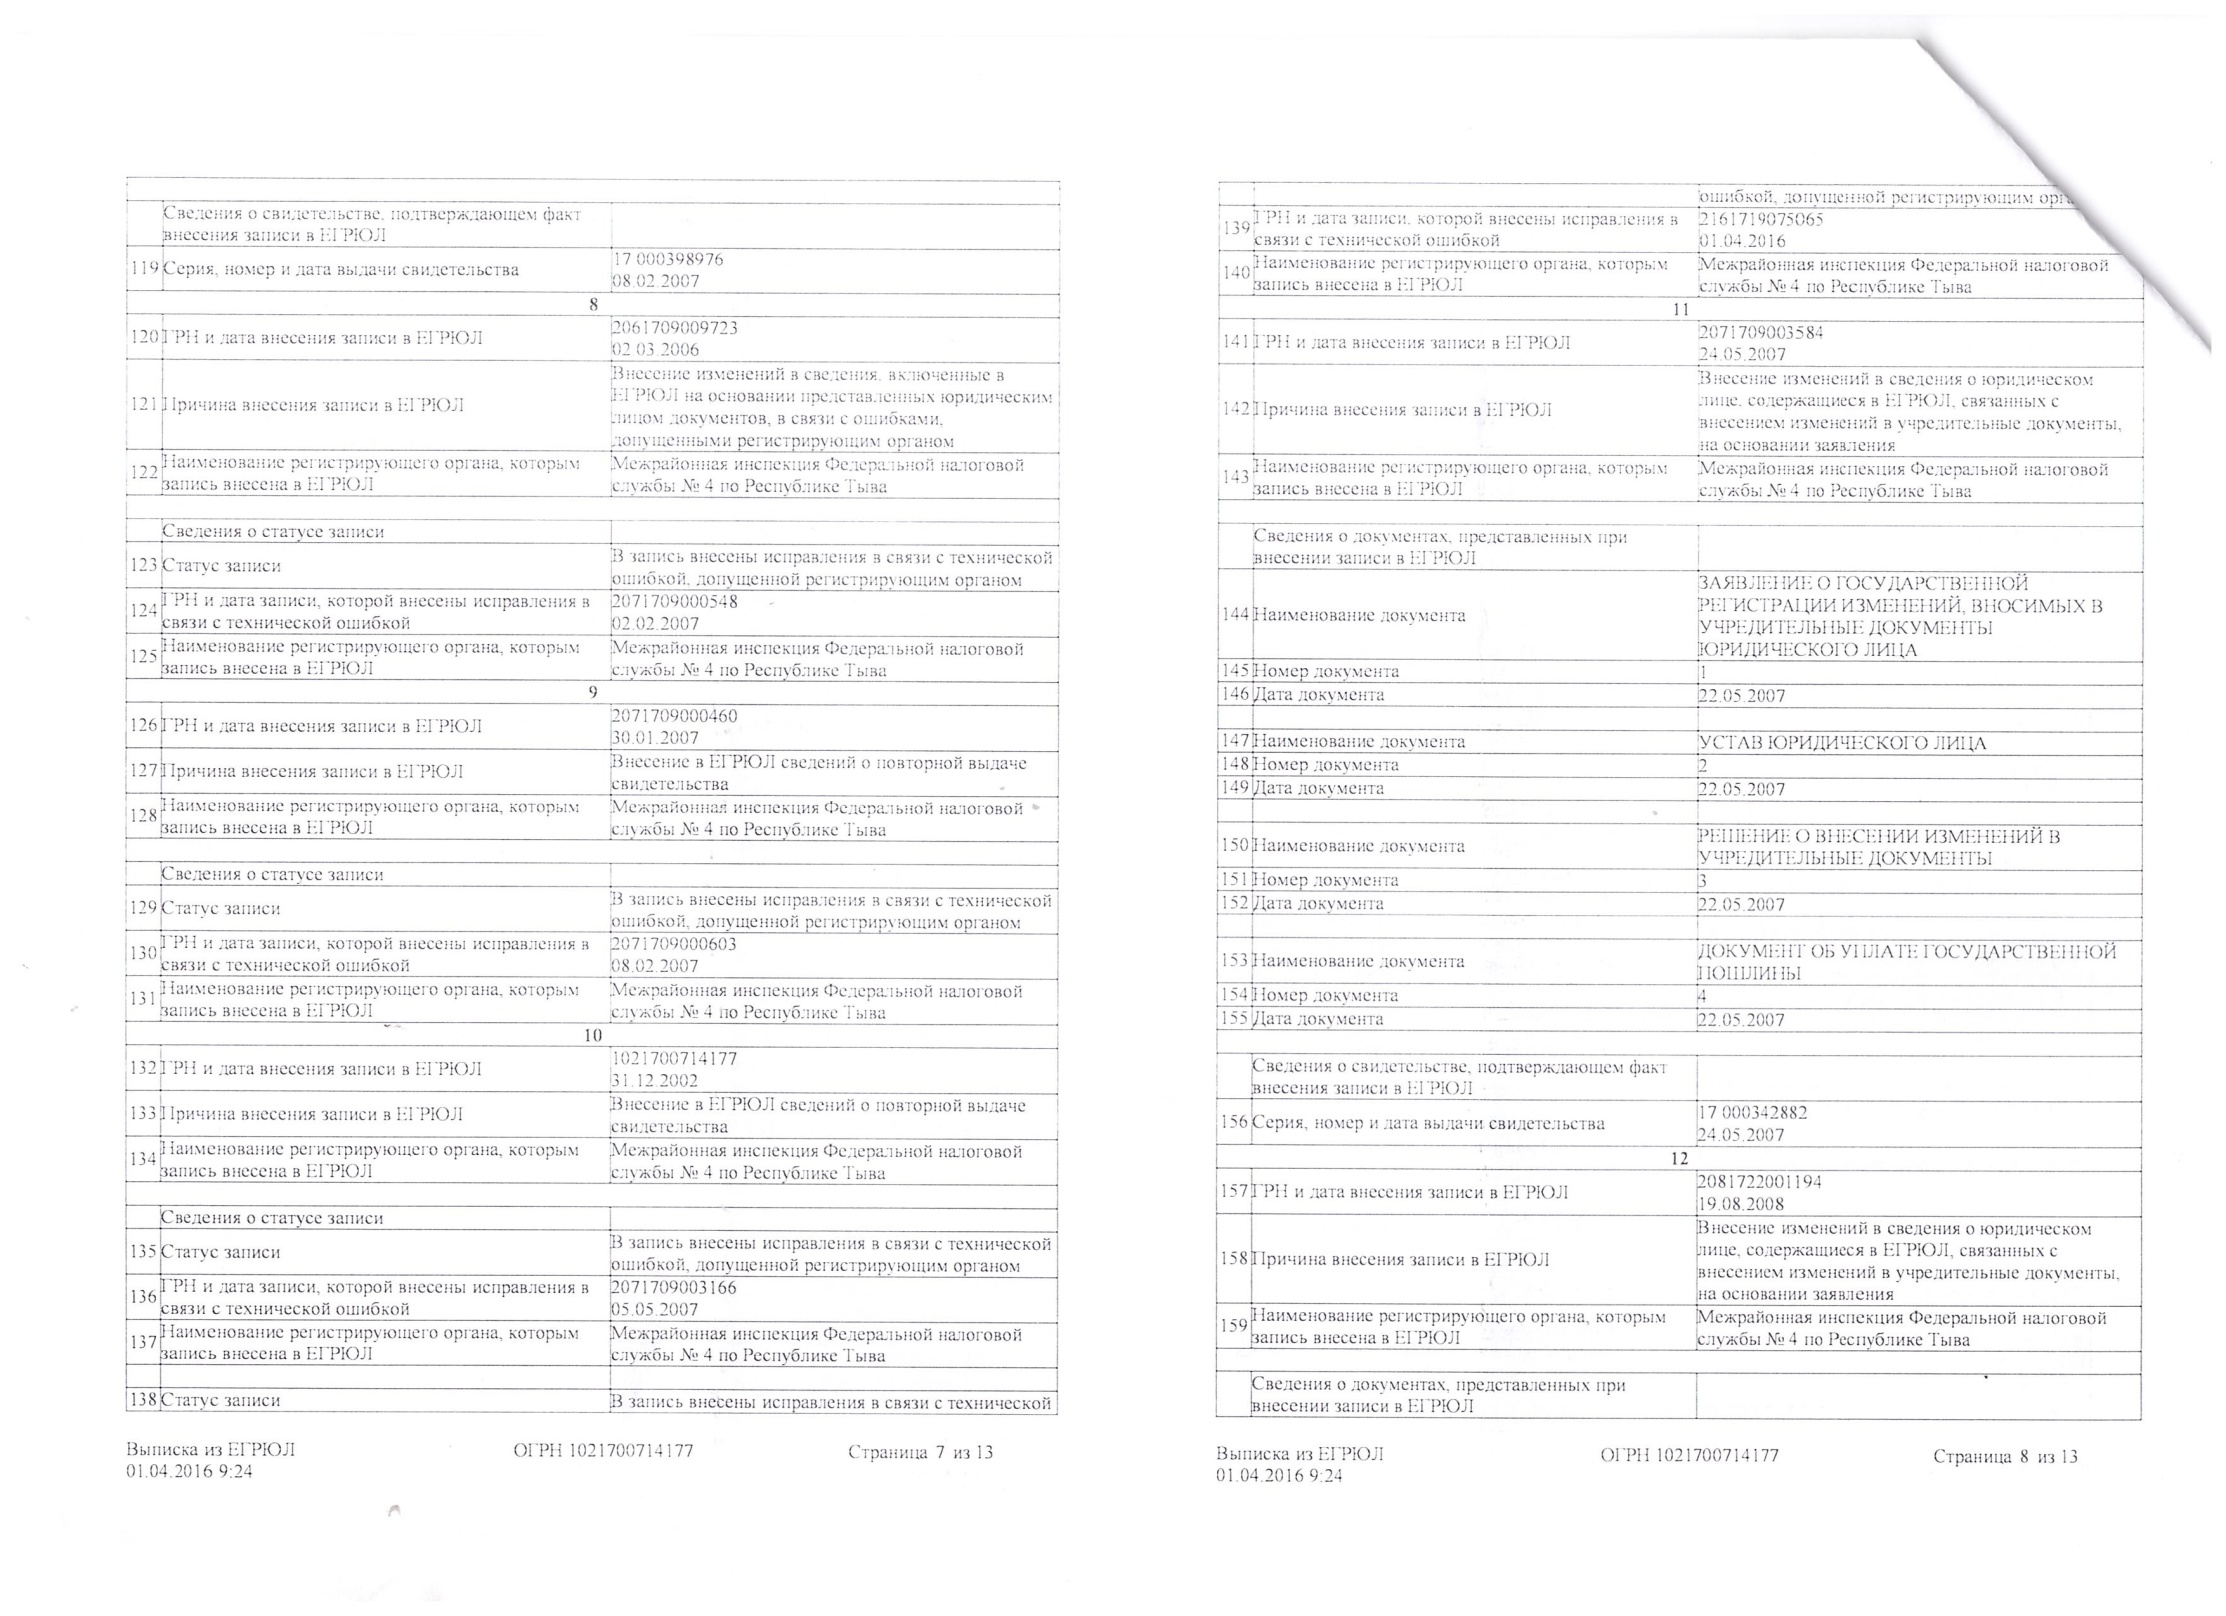 Сведения о свидетельстве, подтверждающем факт
внесения записи в ЕГРЮЛ
119 Серия, номер и дата выдачи свидетельства
17 000398976
08.02.2007
8
120 ГРН и дата внесения записи в ЕГРЮЛ
2061709009723
02.03.2006
121 Причина внесения записи в ЕГРЮЛ
Внесение изменений в сведения, включенные в
ЕГРЮЛ на основании представленных юридическим
лицом документов, в связи с ошибками,
допущенными регистрирующим органом
122 Наименование регистрирующего органа, которым
запись внесена в ЕГРЮЛ
Межрайонная инспекция Федеральной налоговой
службы № 4 по Республике Тыва
Сведения о статусе записи
123 Статус записи
В запись внесены исправления в связи с технической
ошибкой, допущенной регистрирующим органом
124 ГРН и дата записи, которой внесены исправления в
связи с технической ошибкой
2071709000548
02.02.2007
125 Наименование регистрирующего органа, которым
запись внесена в ЕГРЮЛ
Межрайонная инспекция Федеральной налоговой
службы № 4 по Республике Тыва
9
126 ГРН и дата внесения записи в ЕГРЮЛ
2071709000460
30.01.2007
127 Причина внесения записи в ЕГРЮЛ
Внесение в ЕГРЮЛ сведений о повторной выдаче
свидетельства
128 Наименование регистрирующего органа, которым
запись внесена в ЕГРЮЛ
Межрайонная инспекция Федеральной налоговой
службы № 4 по Республике Тыва
Сведения о статусе записи
129 Статус записи
В запись внесены исправления в связи с технической
ошибкой, допущенной регистрирующим органом
130 ГРН и дата записи, которой внесены исправления в
связи с технической ошибкой
2071709000603
08.02.2007
131 Наименование регистрирующего органа, которым
запись внесена в ЕГРЮЛ
Межрайонная инспекция Федеральной налоговой
службы № 4 по Республике Тыва
10
132 ГРН и дата внесения записи в ЕГРЮЛ
1021700714177
31.12.2002
133 Причина внесения записи в ЕГРЮЛ
Внесение в ЕГРЮЛ сведений о повторной выдаче
свидетельства
134 Наименование регистрирующего органа, которым
запись внесена в ЕГРЮЛ
Межрайонная инспекция Федеральной налоговой
службы № 4 по Республике Тыва
Сведения о статусе записи
135 Статус записи
В запись внесены исправления в связи с технической
ошибкой, допущенной регистрирующим органом
136 ГРН и дата записи, которой внесены исправления в
связи с технической ошибкой
2071709003166
05.05.2007
137 Наименование регистрирующего органа, которым
запись внесена в ЕГРЮЛ
Межрайонная инспекция Федеральной налоговой
службы № 4 по Республике Тыва
138 Статус записи
В запись внесены исправления в связи с технической
Выписка из ЕГРЮЛ
01.04.2016 9:24
ОГРН 1021700714177
Страница 7 из 13
ошибкой, допущенной регистрирующим
139 ГРН и дата записи, которой внесены исправления в
связи с технической ошибкой
2161719075065
01.04.2016
140 Наименование регистрирующего органа, которым
запись внесена в ЕГРЮЛ
Межрайонная инспекция Федеральной налоговой
службы № 4 по Республике Тыва
11
141 ГРН и дата внесения записи в ЕГРЮЛ
2071709003584
24.05.2007
142 Причина внесения записи в ЕГРЮЛ
Внесение изменений в сведения о юридическом
лице, содержащиеся в ЕГРЮЛ, связанных с
внесением изменений в учредительные документы,
на основании заявления
143 Наименование регистрирующего органа, которым
запись внесена в ЕГРЮЛ
Межрайонная инспекция Федеральной налоговой
службы № 4 по Республике Тыва
Сведения о документах, представленных при
внесении записи в ЕГРЮЛ
144 Наименование документа
ЗАЯВЛЕНИЕ О ГОСУДАРСТВЕННОЙ
РЕГИСТРАЦИИ ИЗМЕНЕНИЙ, ВНОСИМЫХ В
УЧРЕДИТЕЛЬНЫЕ ДОКУМЕНТЫ
ЮРИДИЧЕСКОГО ЛИЦА
145 Номер документа
1
146 Дата документа
22.05.2007
147 Наименование документа
УСТАВ ЮРИДИЧЕСКОГО ЛИЦА
148 Номер документа
2
149 Дата документа
22.05.2007
150 Наименование документа
РЕШЕНИЕ О ВНЕСЕНИИ ИЗМЕНЕНИЙ В
УЧРЕДИТЕЛЬНЫЕ ДОКУМЕНТЫ
151 Номер документа
3
152 Дата документа
22.05.2007
153 Наименование документа
ДОКУМЕНТ ОБ УПЛАТЕ ГОСУДАРСТВЕННОЙ
ПОШЛИНЫ
154 Номер документа
4
155 Дата документа
22.05.2007
Сведения о свидетельстве, подтверждающем факт
внесения записи в ЕГРЮЛ
156 Серия, номер и дата выдачи свидетельства
17 000342882
24.05.2007
12
157 ГРН и дата внесения записи в ЕГРЮЛ
2081722001194
19.08.2008
158 Причина внесения записи в ЕГРЮЛ
Внесение изменений в сведения о юридическом
лице, содержащиеся в ЕГРЮЛ, связанных с
внесением изменений в учредительные документы,
на основании заявления
159 Наименование регистрирующего органа, которым
запись внесена в ЕГРЮЛ
Межрайонная инспекция Федеральной налоговой
службы № 4 по Республике Тыва
Сведения о документах, представленных при
внесении записи в ЕГРЮЛ
Выписка из ЕГРЮЛ
01.04.2016 9:24
ОГРН 1021700714177
Страница 8 из 13